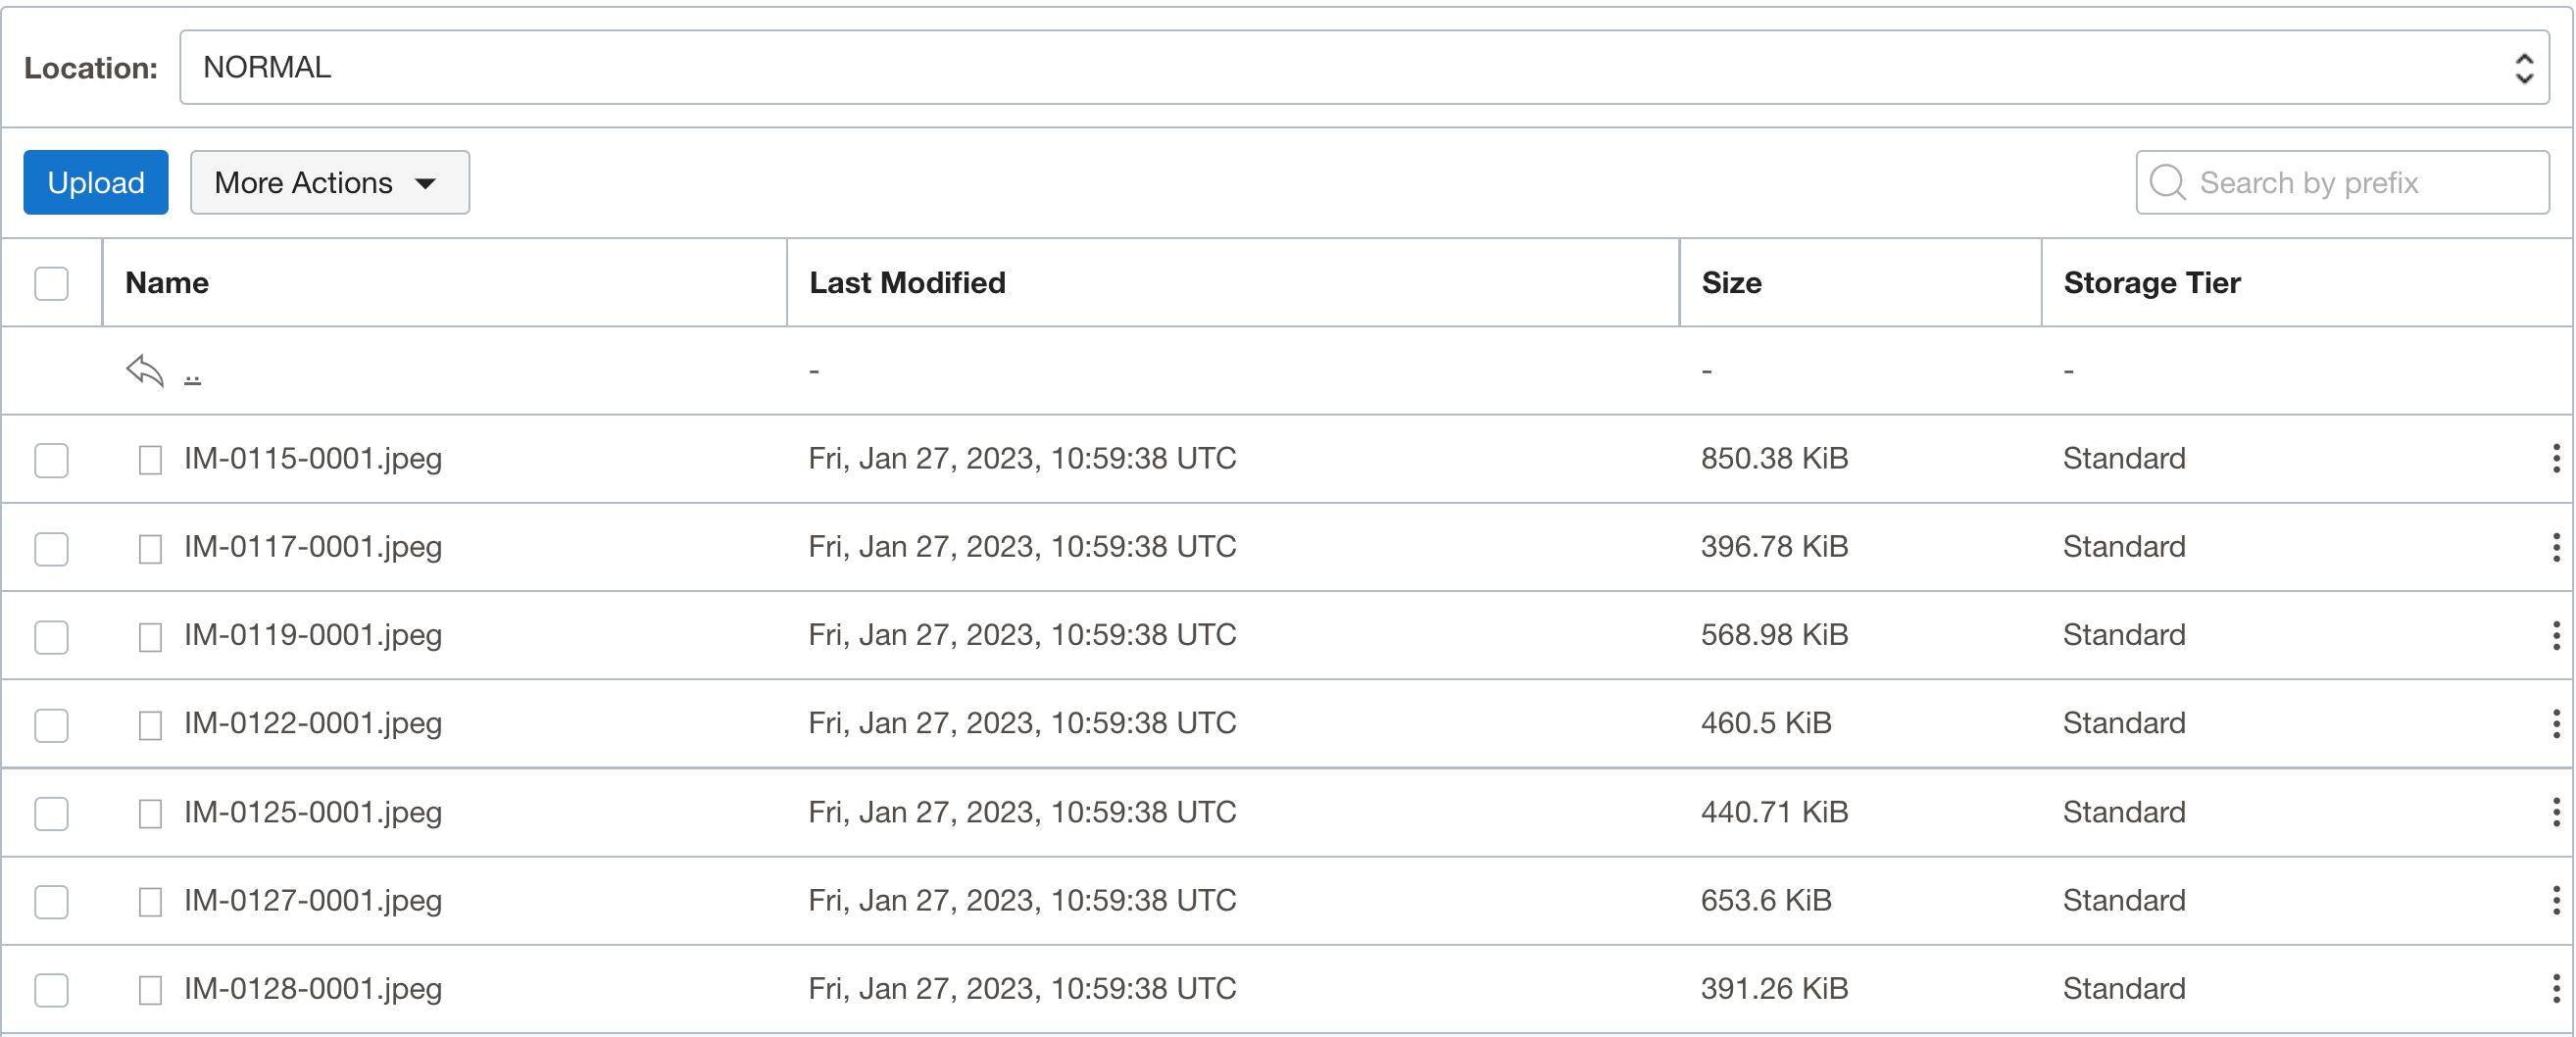 Location: NORMAL
Upload More Actions Search by prefix
Name Last Modified Size Storage Tier
.. - - -
IM-0115-0001.jpeg Fri, Jan 27, 2023, 10:59:38 UTC 850.38 KiB Standard
IM-0117-0001.jpeg Fri, Jan 27, 2023, 10:59:38 UTC 396.78 KiB Standard
IM-0119-0001.jpeg Fri, Jan 27, 2023, 10:59:38 UTC 568.98 KiB Standard
IM-0122-0001.jpeg Fri, Jan 27, 2023, 10:59:38 UTC 460.5 KiB Standard
IM-0125-0001.jpeg Fri, Jan 27, 2023, 10:59:38 UTC 440.71 KiB Standard
IM-0127-0001.jpeg Fri, Jan 27, 2023, 10:59:38 UTC 653.6 KiB Standard
IM-0128-0001.jpeg Fri, Jan 27, 2023, 10:59:38 UTC 391.26 KiB Standard